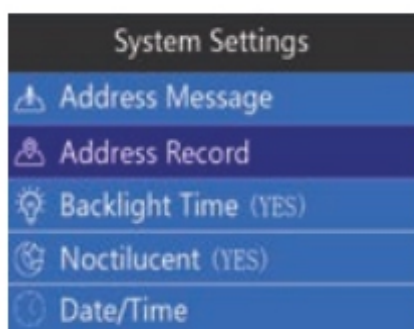 System Settings
Address Message
Address Record
Backlight Time (YES)
Noctilucent (YES)
Date/Time